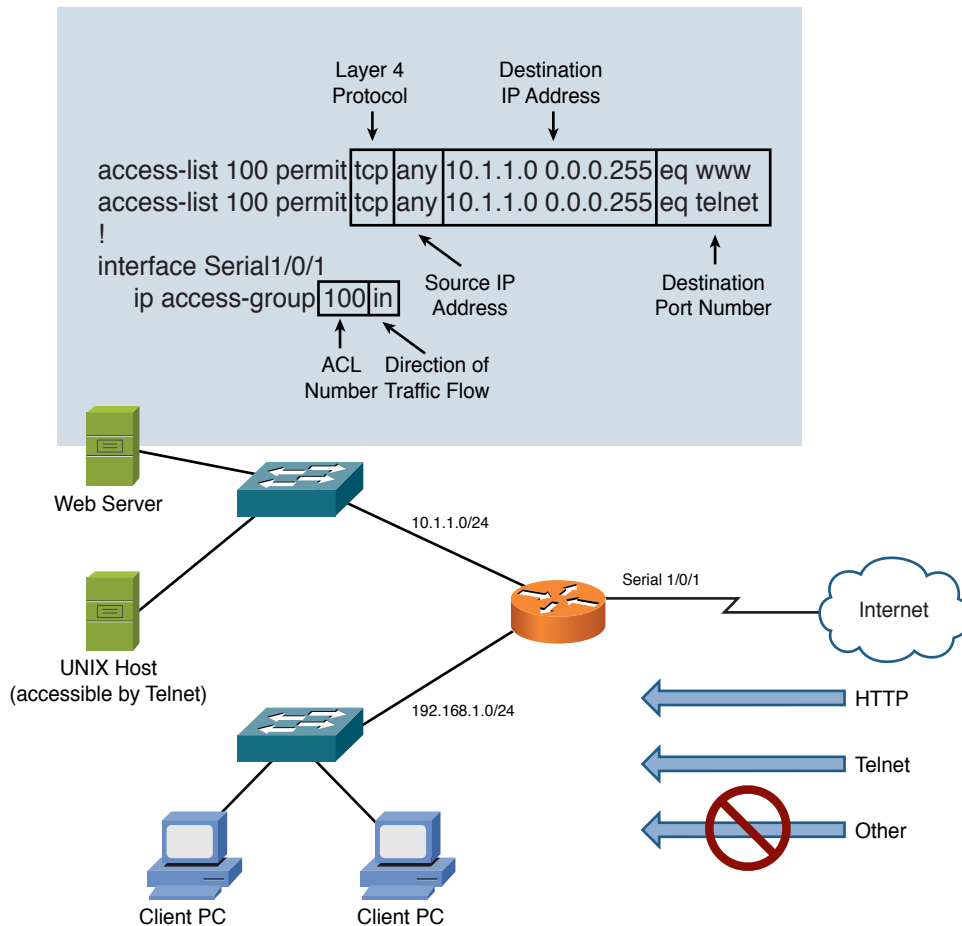 Layer 4
Protocol
Destination
IP Address
access-list 100 permit tcp any 10.1.1.0 0.0.0.255 eq www
access-list 100 permit tcp any 10.1.1.0 0.0.0.255 eq telnet
!
interface Serial1/0/1
ip access-group 100 in
Source IP
Address
Destination
Port Number
ACL
Number
Direction of
Traffic Flow
Web Server
10.1.1.0/24
Serial 1/0/1
Internet
UNIX Host
(accessible by Telnet)
192.168.1.0/24
HTTP
Telnet
Other
Client PC
Client PC